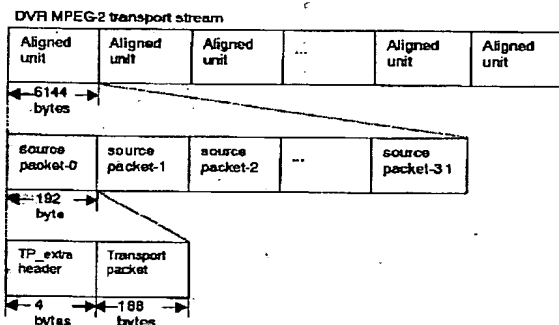 DVR MPEG-2 transport stream
Aligned unit
Aligned unit
Aligned unit
...
Aligned unit
Aligned unit
6144 bytes
source packet-0
source packet-1
source packet-2
...
source packet-31
192 byte
TP_extra header
Transport packet
4 bytes
188 bytes